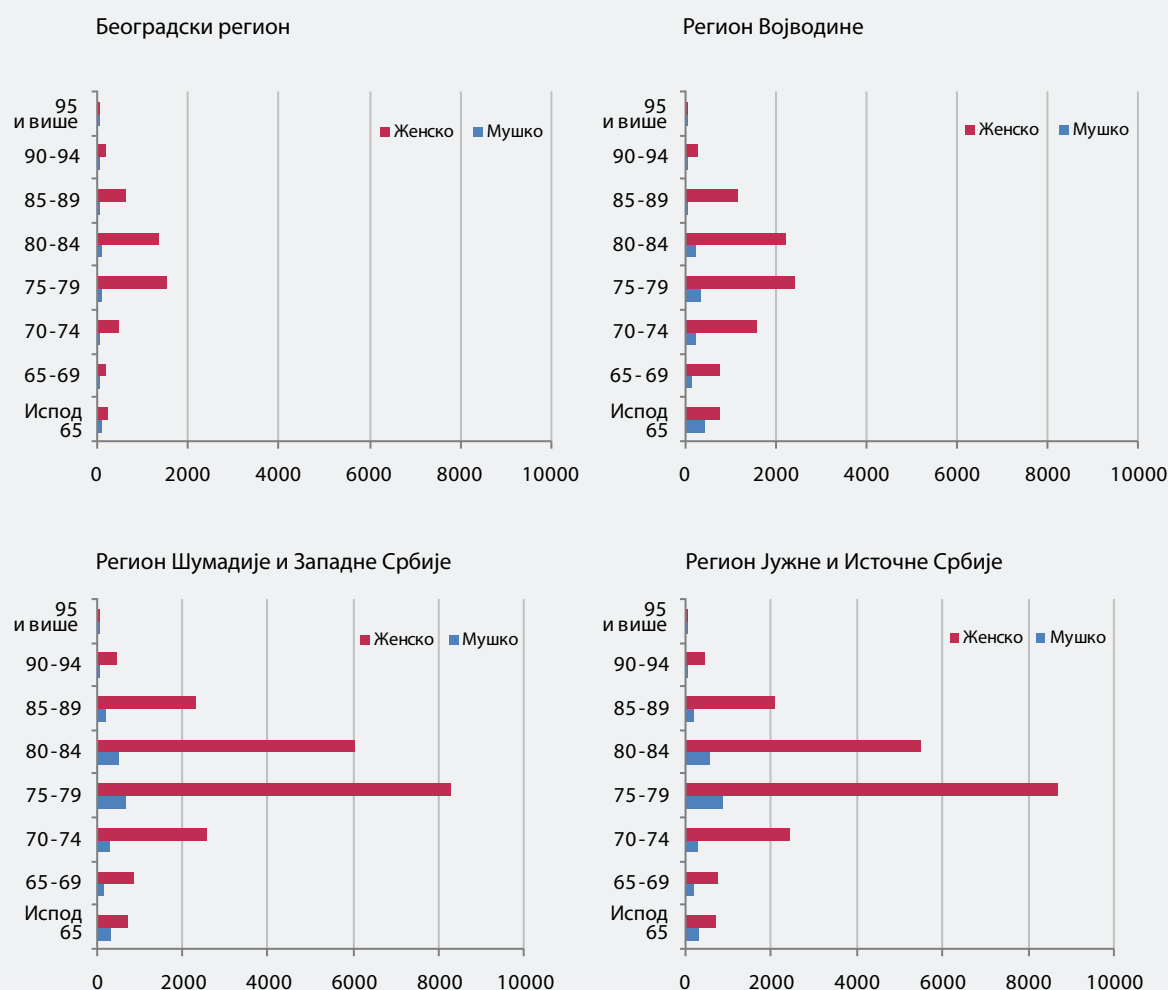 Београдски регион
95
и више
90-94
85-89
80-84
75-79
70-74
65-69
Испод
65
0 2000 4000 6000 8000 10000
Женско Мушко
Регион Војводине
95
и више
90-94
85-89
80-84
75-79
70-74
65-69
Испод
65
0 2000 4000 6000 8000 10000
Женско Мушко
Регион Шумадије и Западне Србије
95
и више
90-94
85-89
80-84
75-79
70-74
65-69
Испод
65
0 2000 4000 6000 8000 10000
Женско Мушко
Регион Јужне и Источне Србије
95
и више
90-94
85-89
80-84
75-79
70-74
65-69
Испод
65
0 2000 4000 6000 8000 10000
Женско Мушко